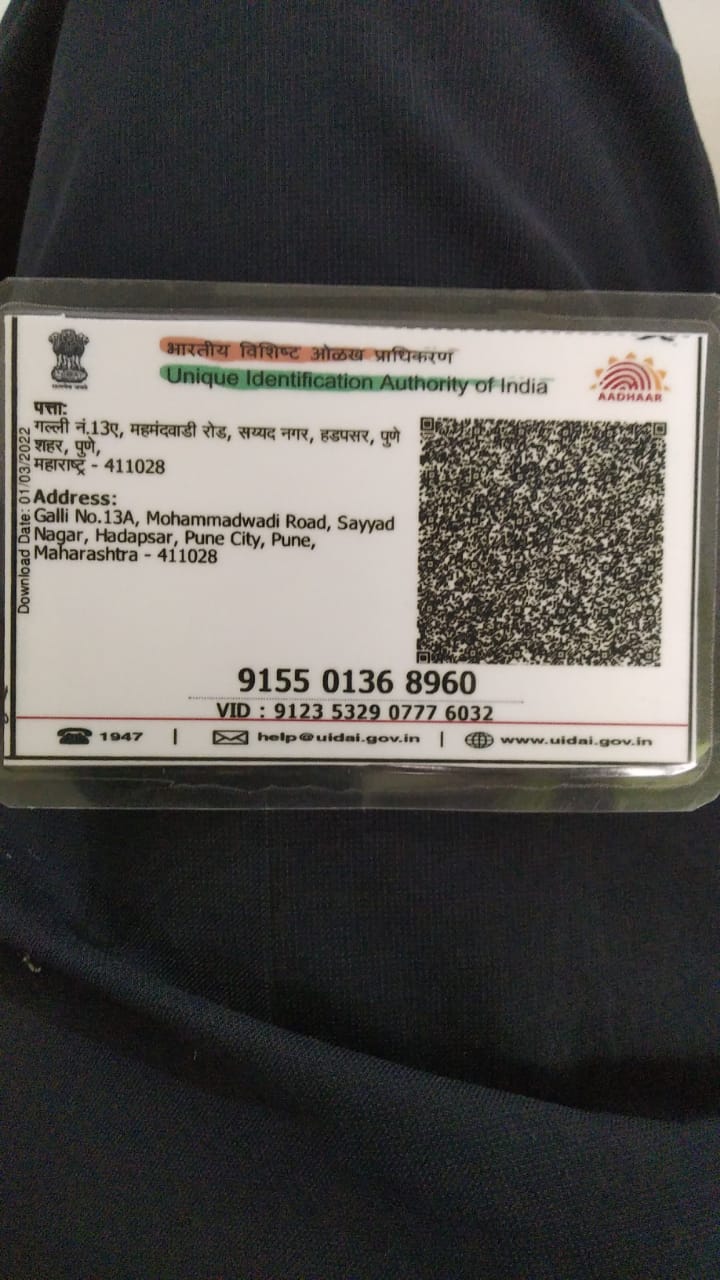 भारतीय विशिष्ट ओळख प्राधिकरण
Unique Identification Authority of India
AADHAAR
पत्ता:
गल्ली नं.13ए, महमंदवाडी रोड, सय्यद नगर, हडपसर, पुणे
शहर, पुणे,
महाराष्ट्र - 411028
Address:
Galli No.13A, Mohammadwadi Road, Sayyad
Nagar, Hadapsar, Pune City, Pune,
Maharashtra - 411028
Download Date: 01/03/2022
9155 0136 8960
VID : 9123 5329 0777 6032
1947 | help@uidai.gov.in | www.uidai.gov.in